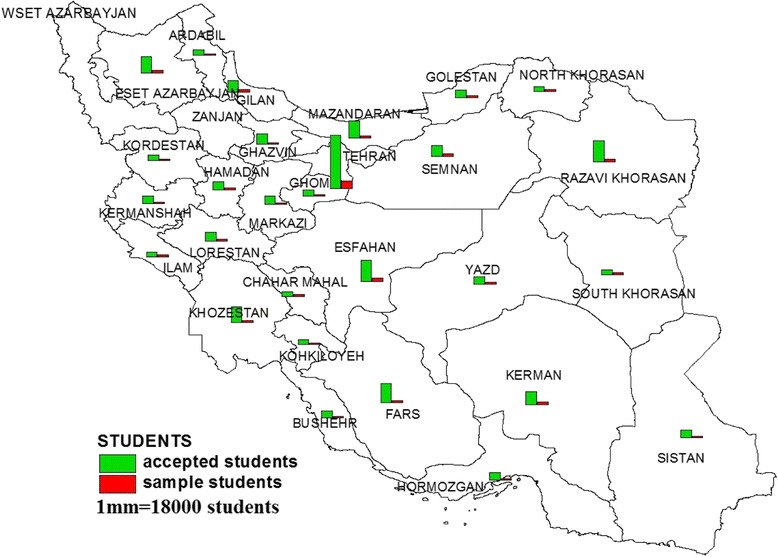 WSET AZARBAYJAN
ARDABIL
ESET AZARBAYJAN
GILAN
GOLESTAN
NORTH KHORASAN
ZANJAN
MAZANDARAN
KORDESTAN
GHAZVIN
TEHRAN
SEMNAN
RAZAVI KHORASAN
HAMADAN
GHOM
KERMANSHAH
MARKAZI
LORESTAN
ESFAHAN
ILAM
CHAHAR MAHAL
YAZD
SOUTH KHORASAN
KHOZESTAN
KOHKILOYEH
KERMAN
FARS
BUSHEHR
SISTAN
HORMOZGAN
STUDENTS
accepted students
sample students
1mm=18000 students